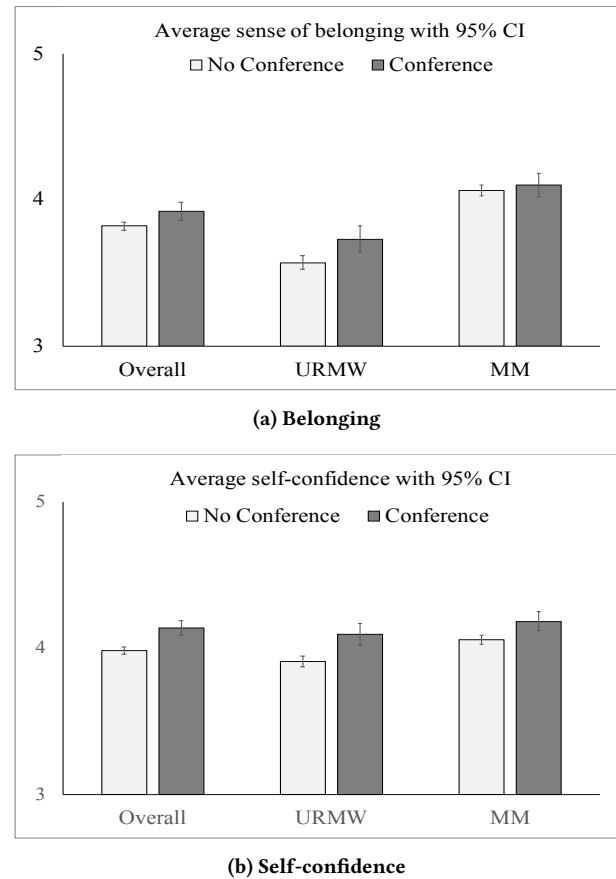 Average sense of belonging with 95% CI
No Conference Conference
5
4
3
Overall URMW MM
(a) Belonging
Average self-confidence with 95% CI
5
No Conference Conference
4
3
Overall URMW MM
(b) Self-confidence